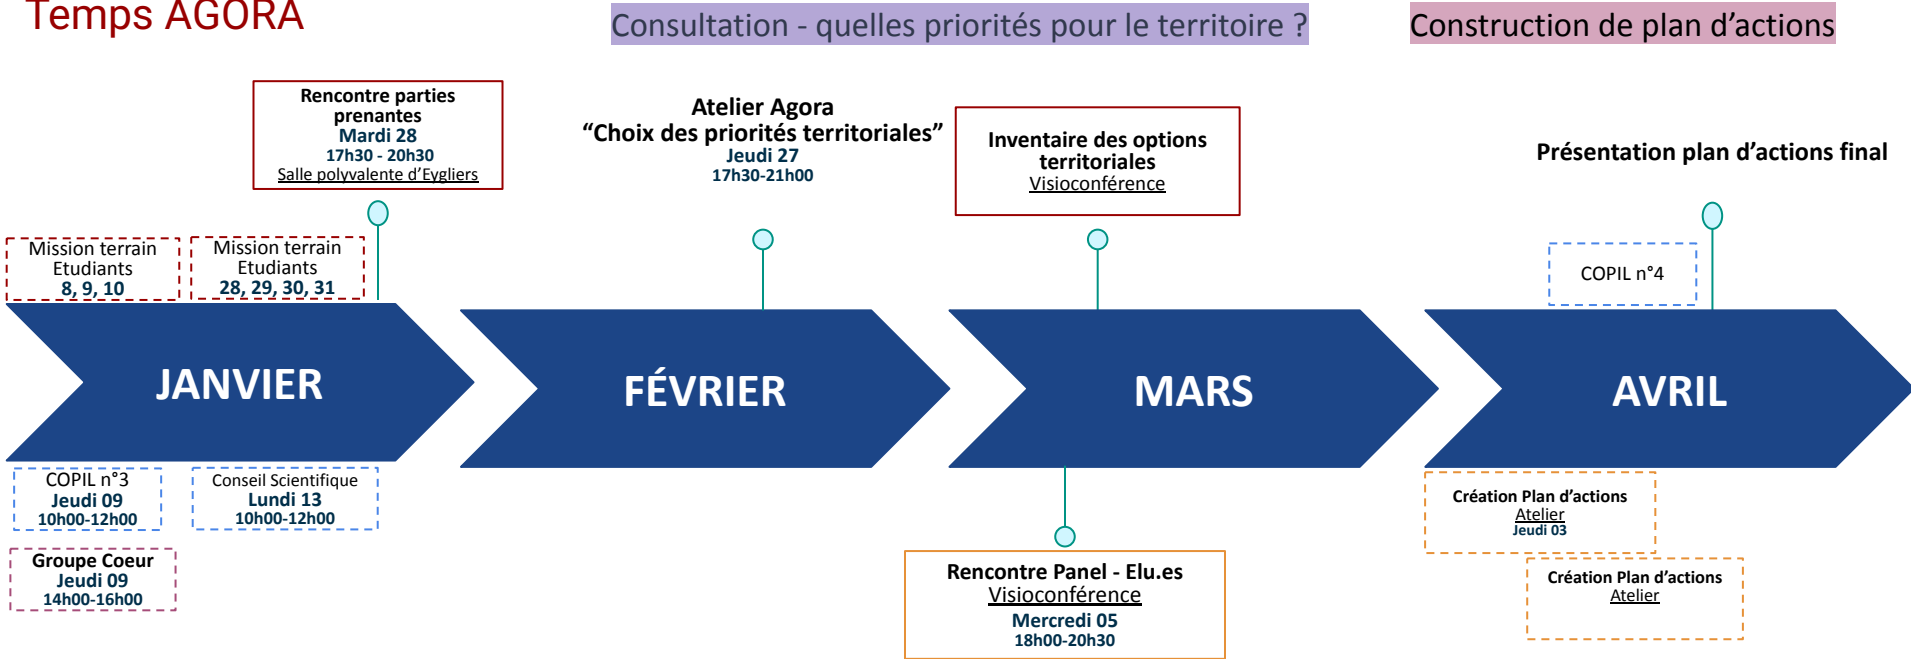 Temps AGORA
Consultation - quelles priorités pour le territoire ?
Construction de plan d'actions
Rencontre parties
prenantes
Mardi 28
17h30 - 20h30
Salle polyvalente d'Eygliers
Atelier Agora
“Choix des priorités territoriales”
Jeudi 27
17h30-21h00
Inventaire des options
territoriales
Visioconférence
Présentation plan d'actions final
Mission terrain
Etudiants
8, 9, 10
Mission terrain
Etudiants
28, 29, 30, 31
COPIL n°4
JANVIER
FÉVRIER
MARS
AVRIL
COPIL n°3
Jeudi 09
10h00-12h00
Conseil Scientifique
Lundi 13
10h00-12h00
Groupe Coeur
Jeudi 09
14h00-16h00
Rencontre Panel - Elu.es
Visioconférence
Mercredi 05
18h00-20h30
Création Plan d'actions
Atelier
Jeudi 03
Création Plan d'actions
Atelier